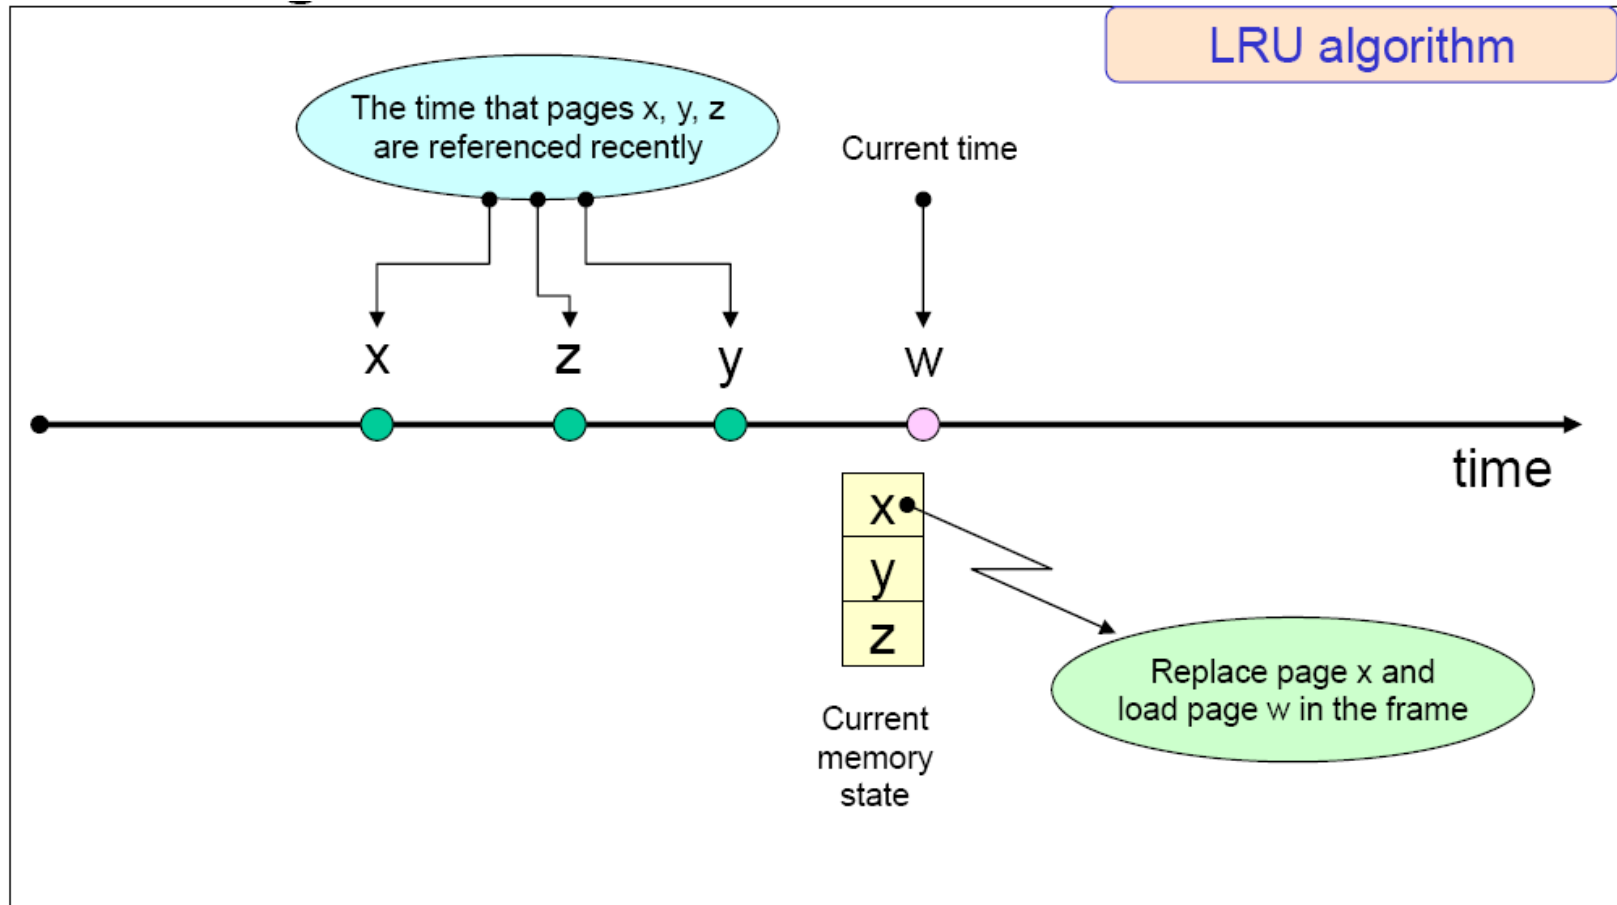 LRU algorithm
The time that pages x, y, z
are referenced recently
Current time
x
z
y
w
time
x
y
z
Replace page x and
load page w in the frame
Current
memory
state